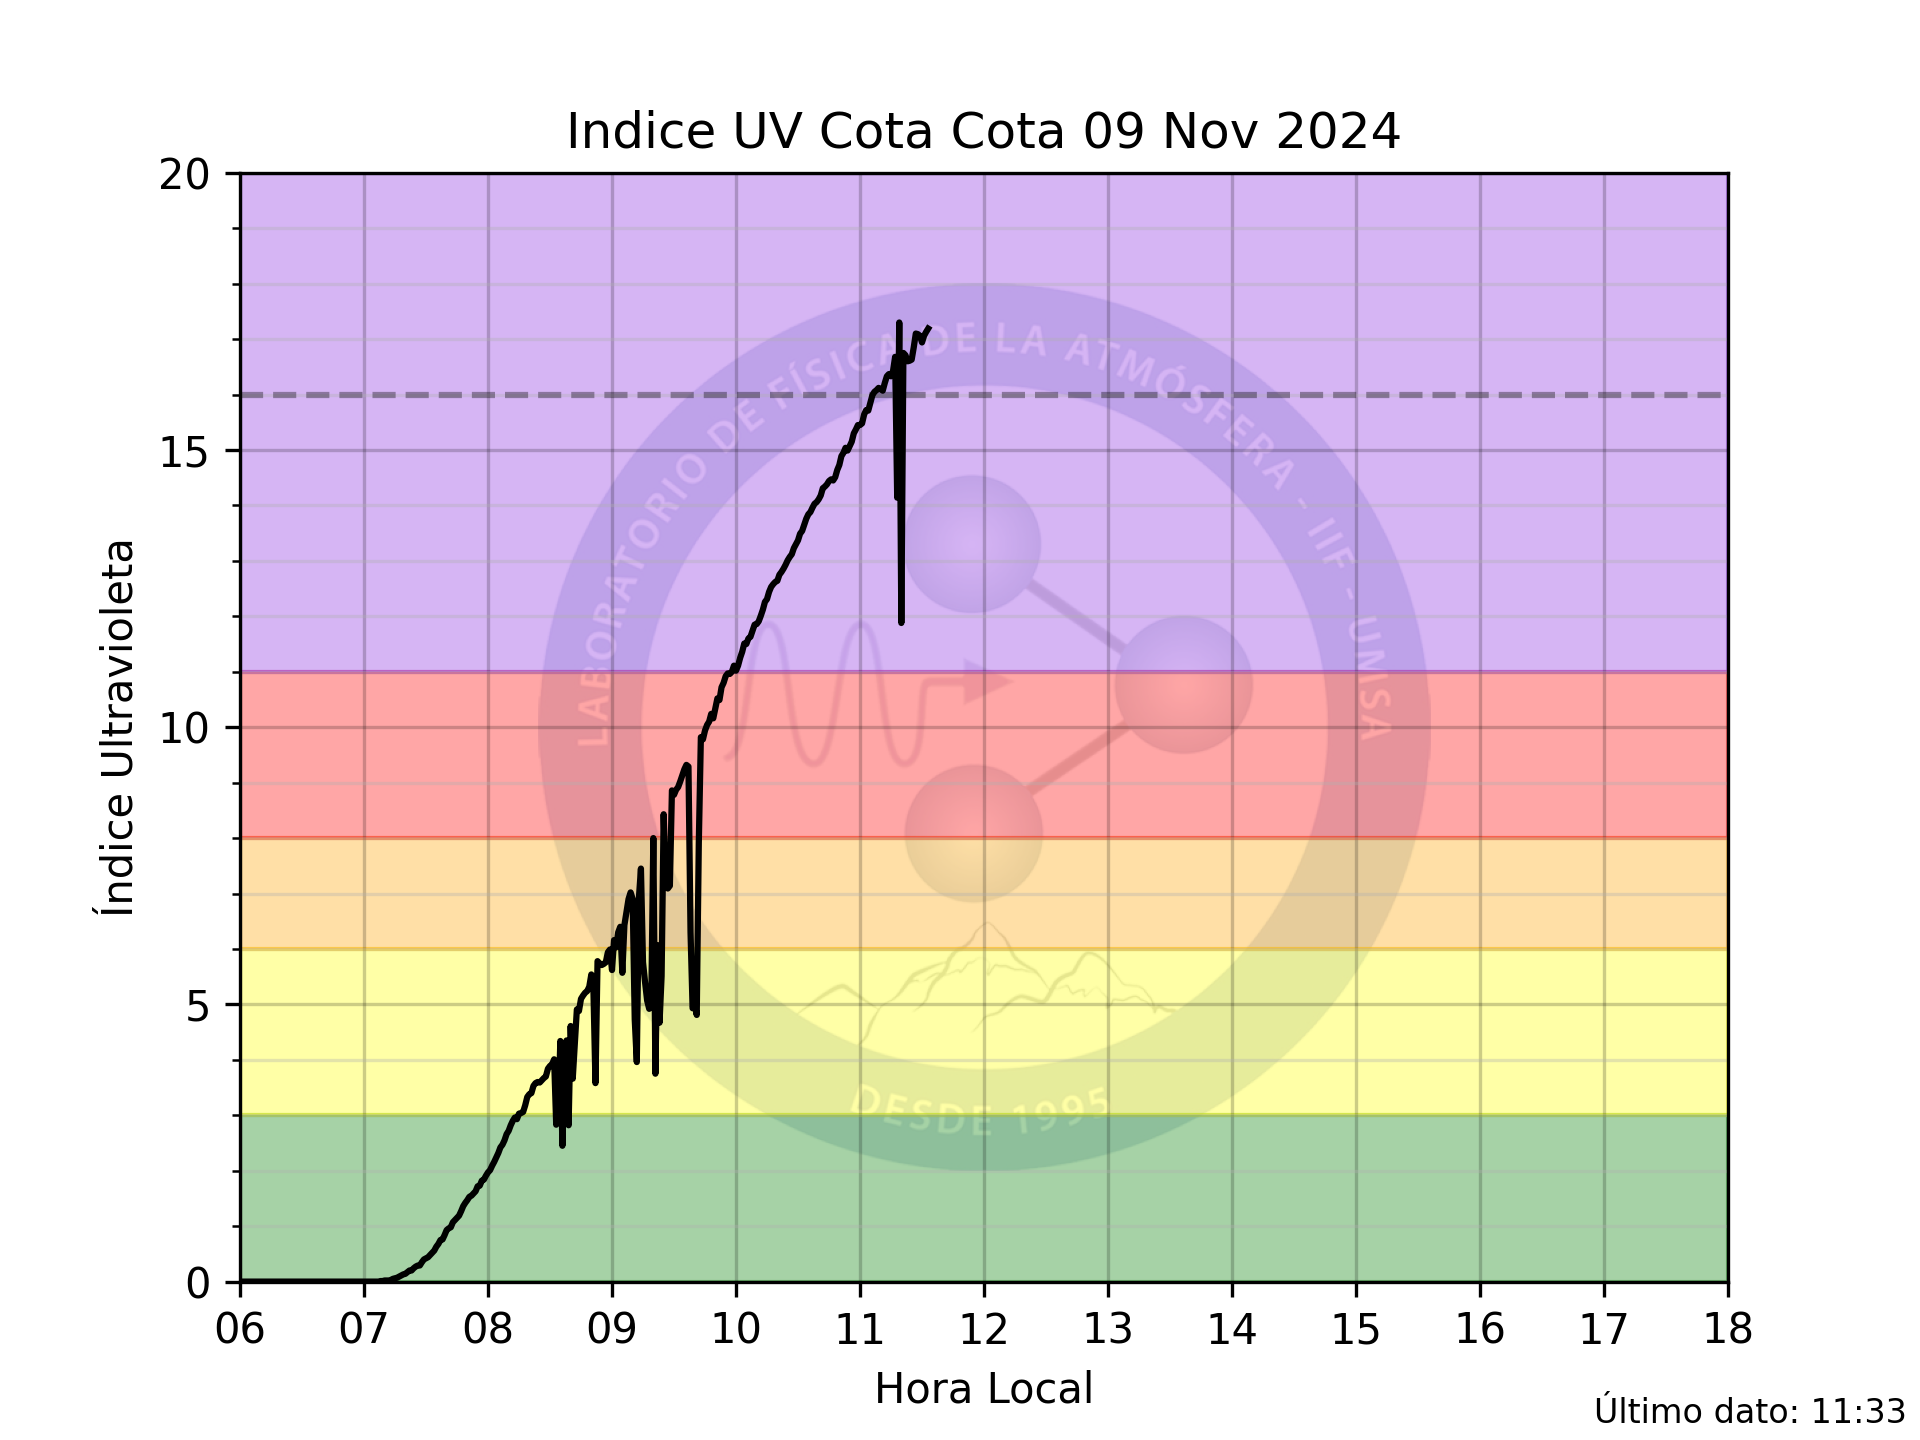 Indice UV Cota Cota 09 Nov 2024
20
15
10
5
0
Índice Ultravioleta
LABORATORIO DE FÍSICA DE LA ATMÓSFERA - IIF - UMSA
DESDE 1995
06 07 08 09 10 11 12 13 14 15 16 17 18
Hora Local
Último dato: 11:33